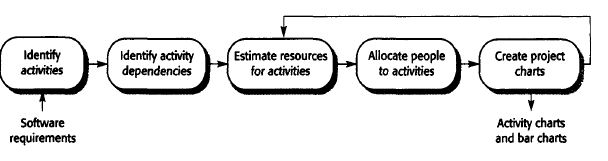 Identify
activities
Identify activity
dependencies
Estimate resources
for activities
Allocate people
to activities
Create project
charts
Software
requirements
Activity charts
and bar charts